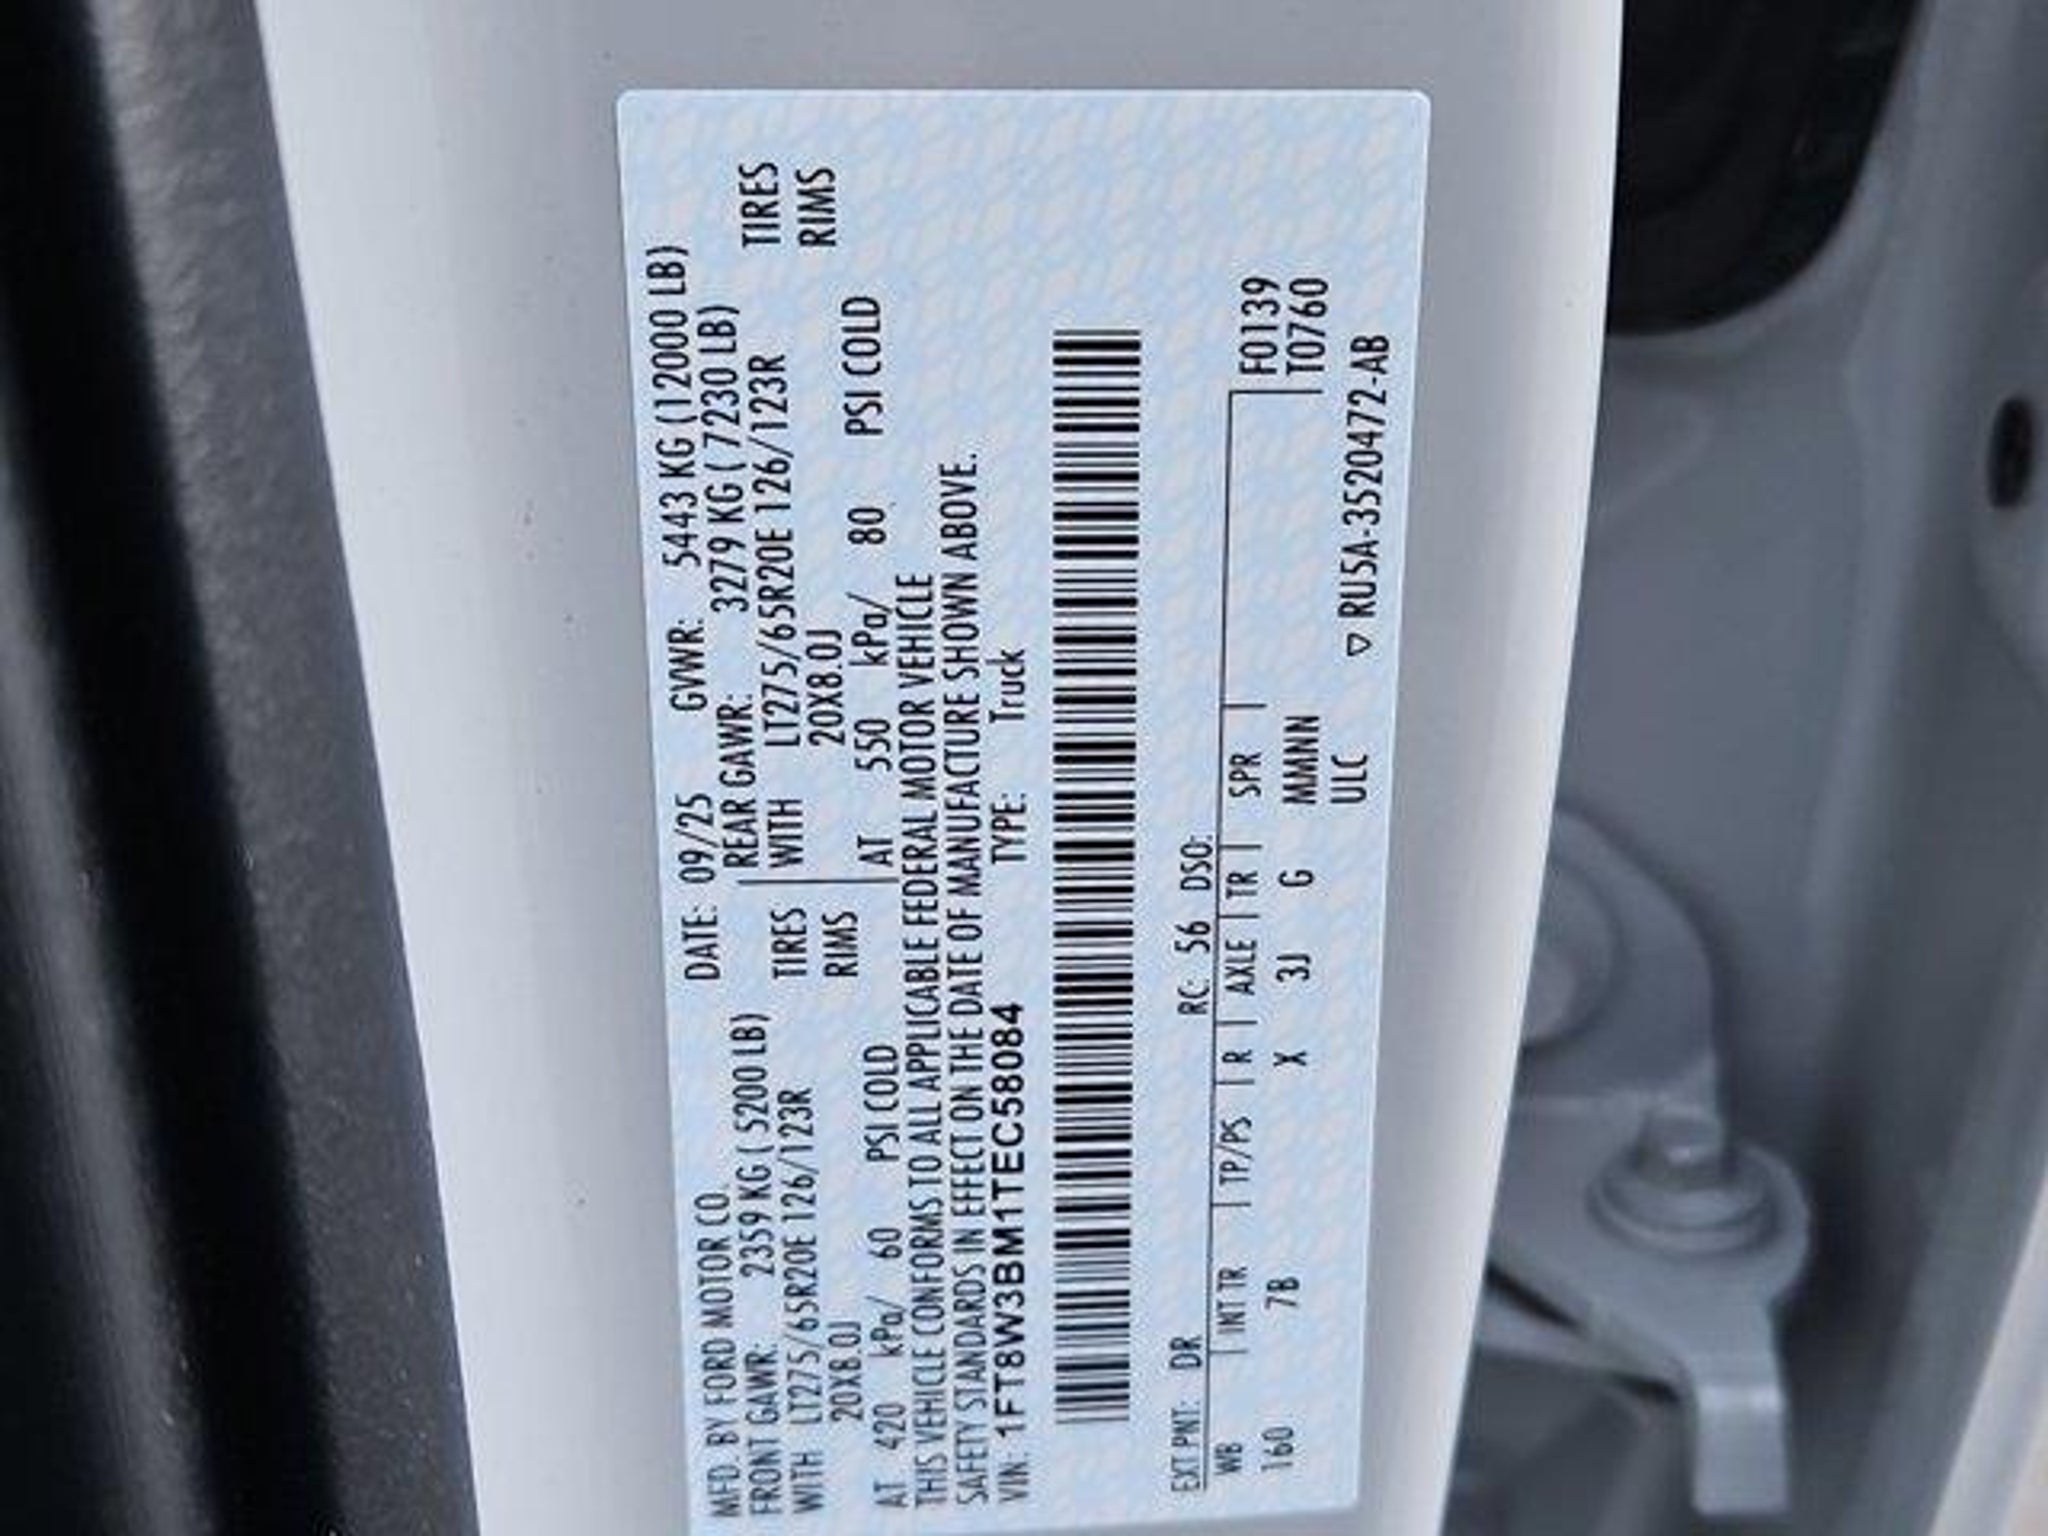 MFD. BY FORD MOTOR CO. DATE: 09/25 GVWR: 5443 KG (12000 LB)
FRONT GAWR: 2359 KG ( 5200 LB) REAR GAWR: 3279 KG ( 7230 LB)
WITH LT275/65R20E 126/123R TIRES WITH LT275/65R20E 126/123R TIRES
20X8.0J RIMS 20X8.0J RIMS
AT 420 kPa/ 60 PSI COLD AT 550 kPa/ 80 PSI COLD
THIS VEHICLE CONFORMS TO ALL APPLICABLE FEDERAL MOTOR VEHICLE
SAFETY STANDARDS IN EFFECT ON THE DATE OF MANUFACTURE SHOWN ABOVE.
VIN: 1FT8W3BM1TEC58084 TYPE: Truck
EXT PNT: DR RC: 56 DSO:
WB | INT TR | TP/PS | R | AXLE | TR | SPR | F0139
160 7B X 3J G MMNN T0760
ULC
▽ RU5A-3520472-AB